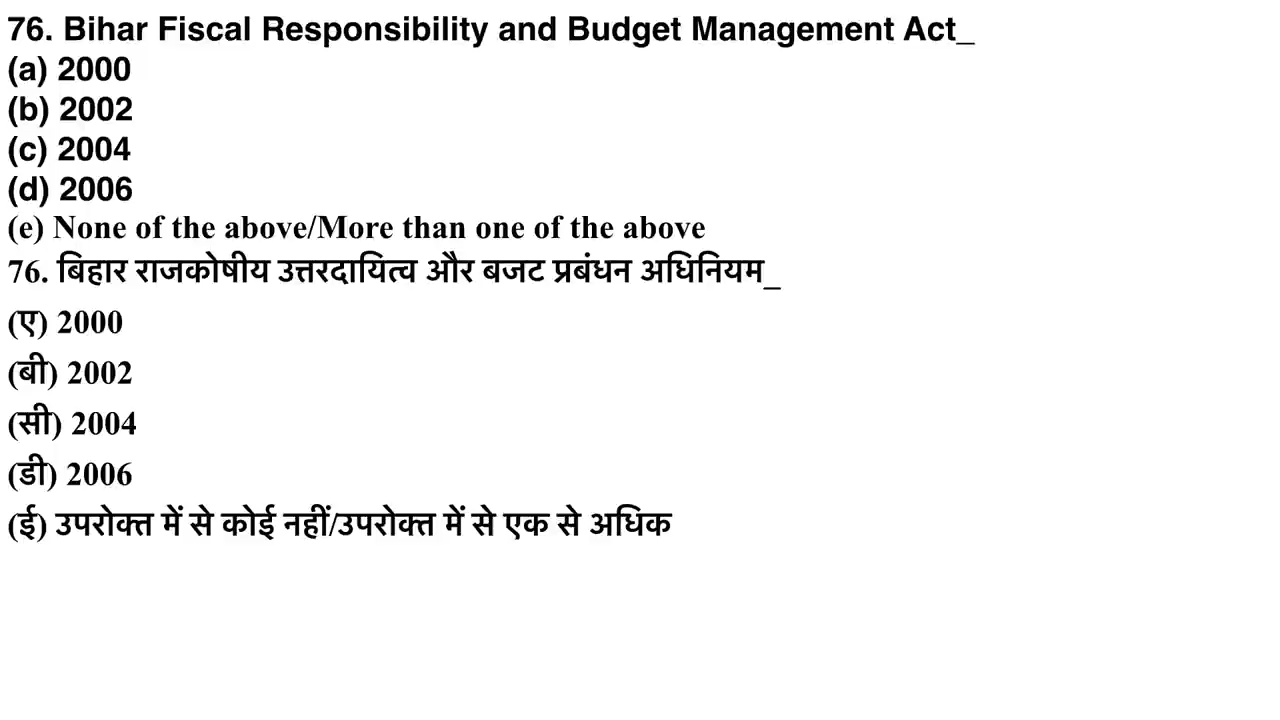 76. Bihar Fiscal Responsibility and Budget Management Act_
(a) 2000
(b) 2002
(c) 2004
(d) 2006
(e) None of the above/More than one of the above
76. बिहार राजकोषीय उत्तरदायित्व और बजट प्रबंधन अधिनियम_
(ए) 2000
(बी) 2002
(सी) 2004
(डी) 2006
(ई) उपरोक्त में से कोई नहीं/उपरोक्त में से एक से अधिक